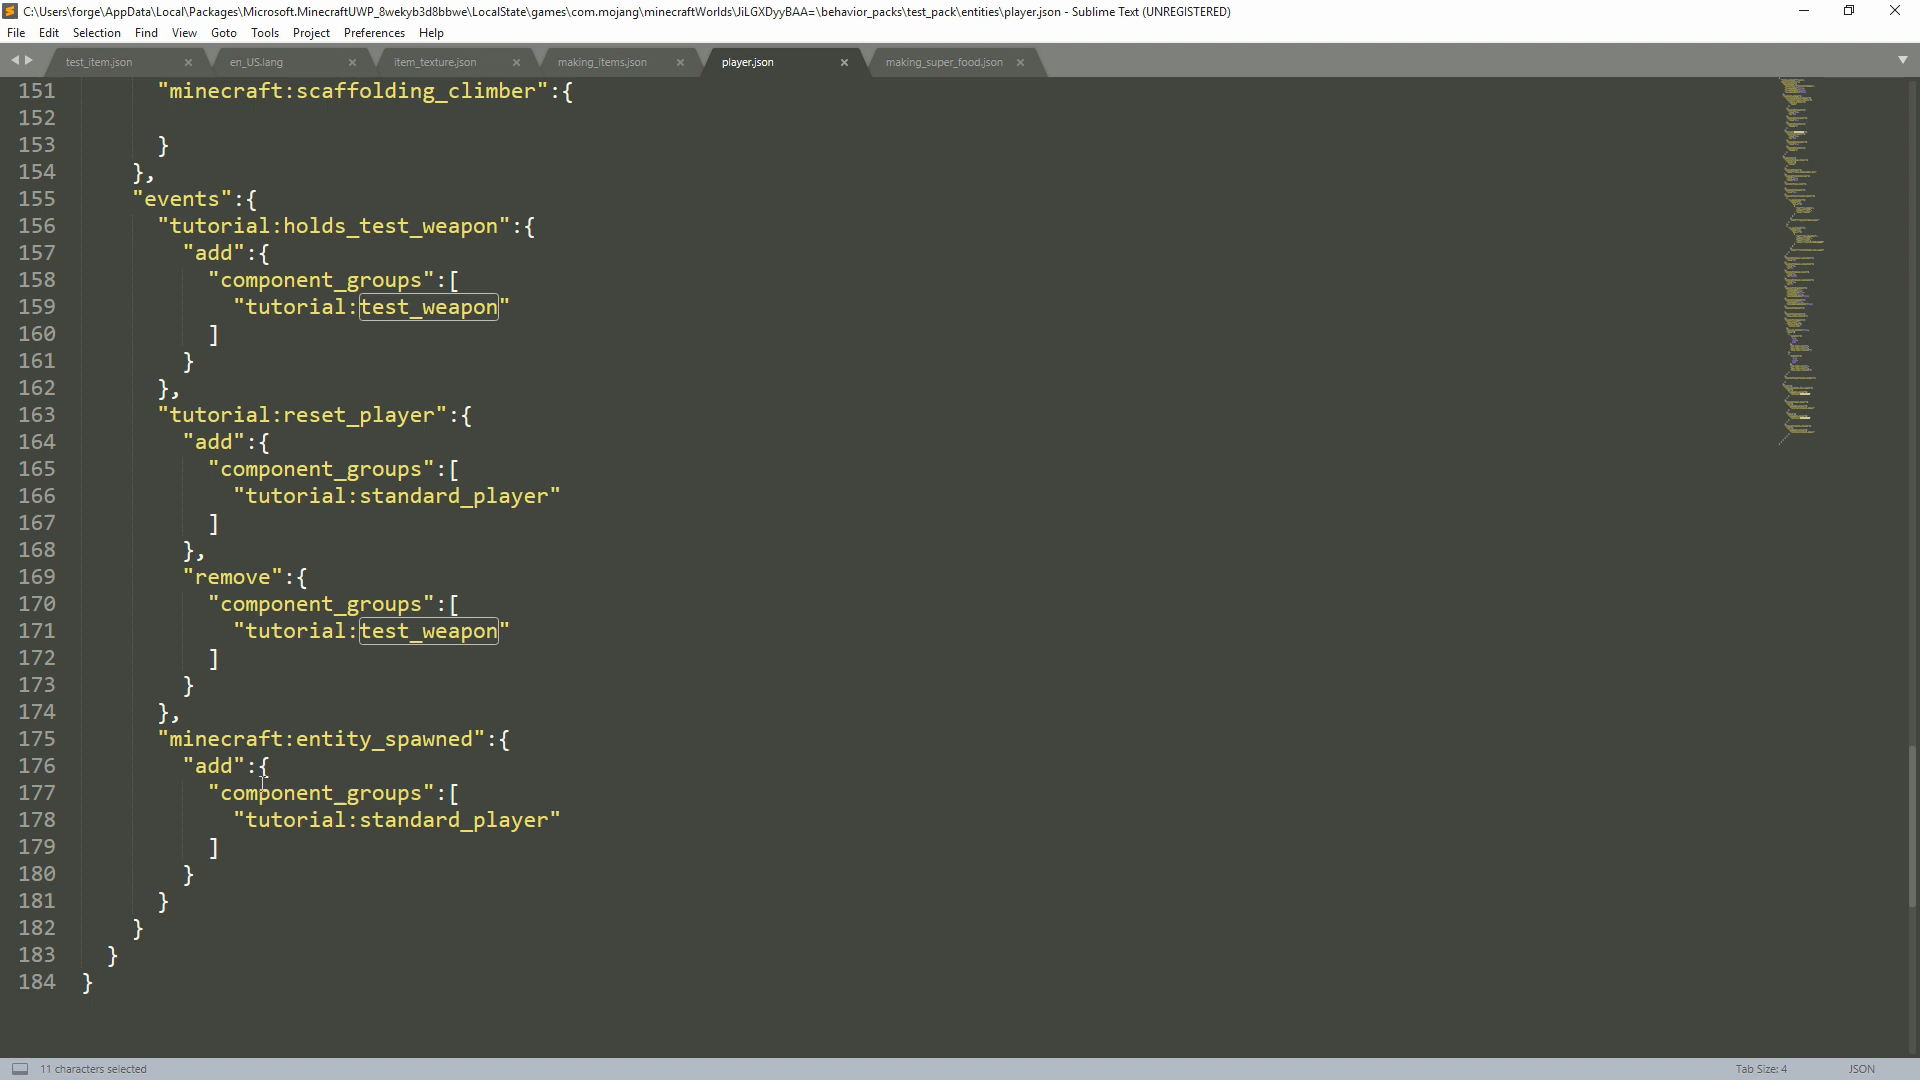 C:\Users\forge\AppData\Local\Packages\Microsoft.MinecraftUWP_8wekyb3d8bbwe\LocalState\games\com.mojang\minecraftWorlds\JiLGXDyyBAA=\behavior_packs\test_pack\entities\player.json - Sublime Text (UNREGISTERED)
File Edit Selection Find View Goto Tools Project Preferences Help
test_item.json en_US.lang item_texture.json making_items.json player.json making_super_food.json
151 "minecraft:scaffolding_climber":{
152
153 }
154 },
155 "events":{
156 "tutorial:holds_test_weapon":{
157 "add":{
158 "component_groups":[
159 "tutorial:test_weapon"
160 ]
161 }
162 },
163 "tutorial:reset_player":{
164 "add":{
165 "component_groups":[
166 "tutorial:standard_player"
167 ]
168 },
169 "remove":{
170 "component_groups":[
171 "tutorial:test_weapon"
172 ]
173 }
174 },
175 "minecraft:entity_spawned":{
176 "add":{
177 "component_groups":[
178 "tutorial:standard_player"
179 ]
180 }
181 }
182 }
183 }
184 }
11 characters selected Tab Size: 4 JSON